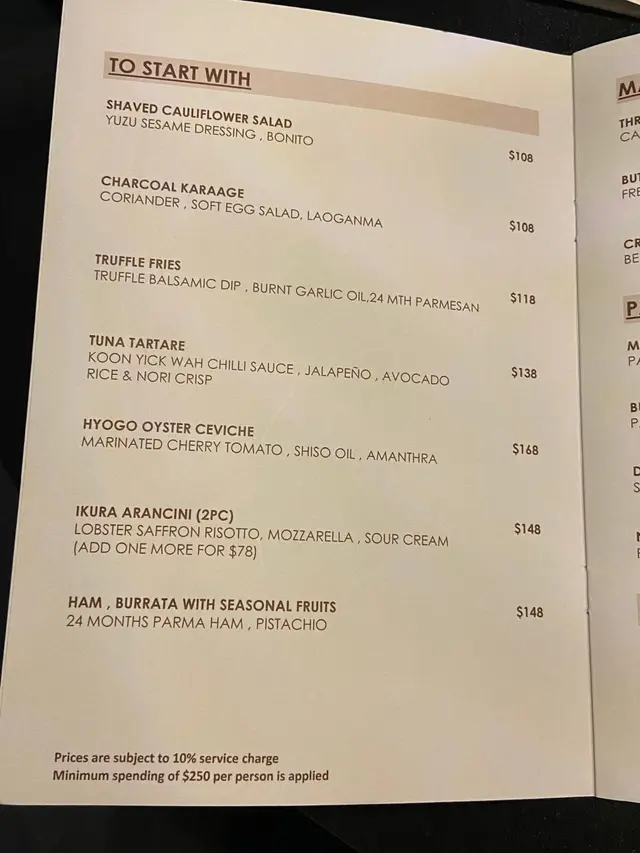 TO START WITH
SHAVED CAULIFLOWER SALAD
YUZU SESAME DRESSING , BONITO
$108
CHARCOAL KARAAGE
CORIANDER , SOFT EGG SALAD, LAOGANMA
$108
TRUFFLE FRIES
TRUFFLE BALSAMIC DIP , BURNT GARLIC OIL,24 MTH PARMESAN
$118
TUNA TARTARE
KOON YICK WAH CHILLI SAUCE , JALAPEÑO , AVOCADO
RICE & NORI CRISP
$138
HYOGO OYSTER CEVICHE
MARINATED CHERRY TOMATO , SHISO OIL , AMANTHRA
$168
IKURA ARANCINI (2PC)
LOBSTER SAFFRON RISOTTO, MOZZARELLA , SOUR CREAM
(ADD ONE MORE FOR $78)
$148
HAM , BURRATA WITH SEASONAL FRUITS
24 MONTHS PARMA HAM , PISTACHIO
$148
Prices are subject to 10% service charge
Minimum spending of $250 per person is applied